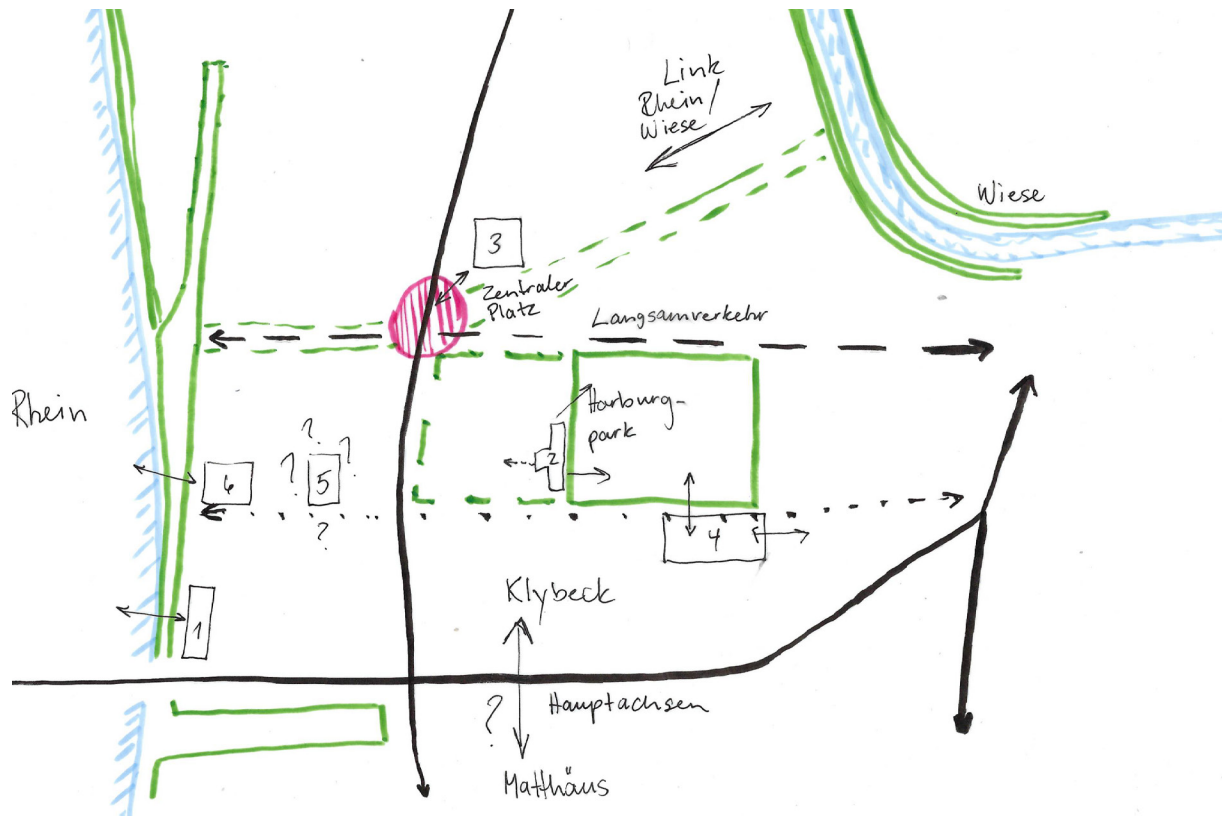 Link
Rhein/
Wiese
Wiese
3
Zentraler
Platz
Langsamverkehr
Rhein
Harburg-
park
?
?
?
5
?
6
2
4
1
Klybeck
?
Hauptachsen
Matthäus